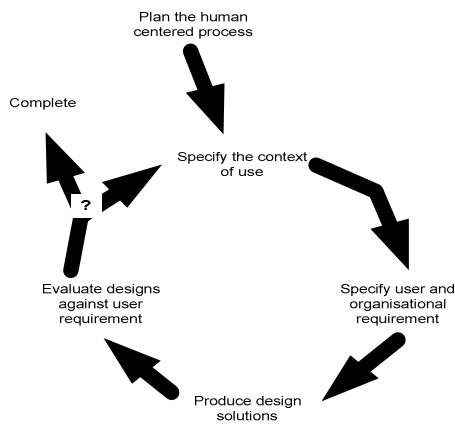 Plan the human
centered process
Complete
Specify the context
of use
?
Evaluate designs
against user
requirement
Specify user and
organisational
requirement
Produce design
solutions